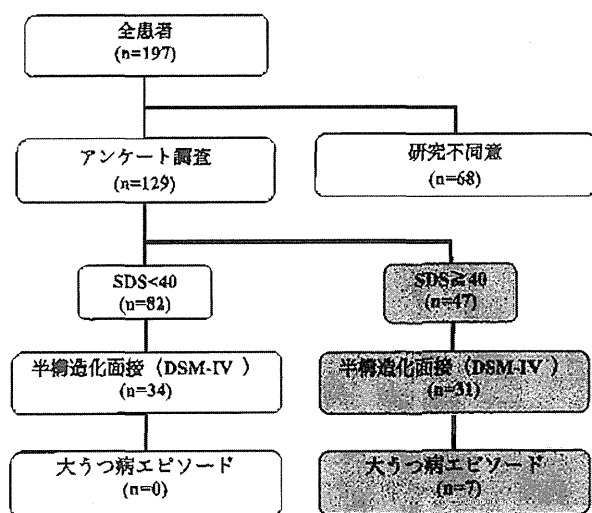 全患者
(n=197)
アンケート調査
(n=129)
研究不同意
(n=68)
SDS<40
(n=82)
SDS≧40
(n=47)
半構造化面接（DSM-IV ）
(n=34)
半構造化面接（DSM-IV ）
(n=31)
大うつ病エピソード
(n=0)
大うつ病エピソード
(n=7)